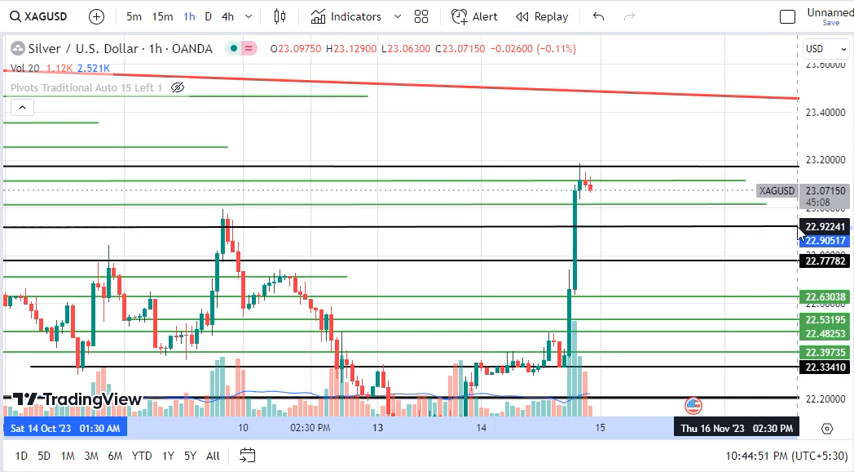 XAGUSD 5m 15m 1h D 4h Indicators Alert Replay Unnamed
Save
Silver / U.S. Dollar · 1h · OANDA O23.09750 H23.12900 L23.06300 C23.07150 -0.02600 (-0.11%) USD
Vol 20 1.12K 2.521K
23.60000
Pivots Traditional Auto 15 Left 1
23.40000
23.20000
XAGUSD 23.07150
45:08
23.00000
22.92241
22.90517
22.77782
22.63038
22.53195
22.48253
22.39735
22.33410
22.20000
TradingView
Sat 14 Oct '23 01:30 AM 10 02:30 PM 13 14 15 Thu 16 Nov '23 02:30 PM
1D 5D 1M 3M 6M YTD 1Y 5Y All 10:44:51 PM (UTC+5:30)